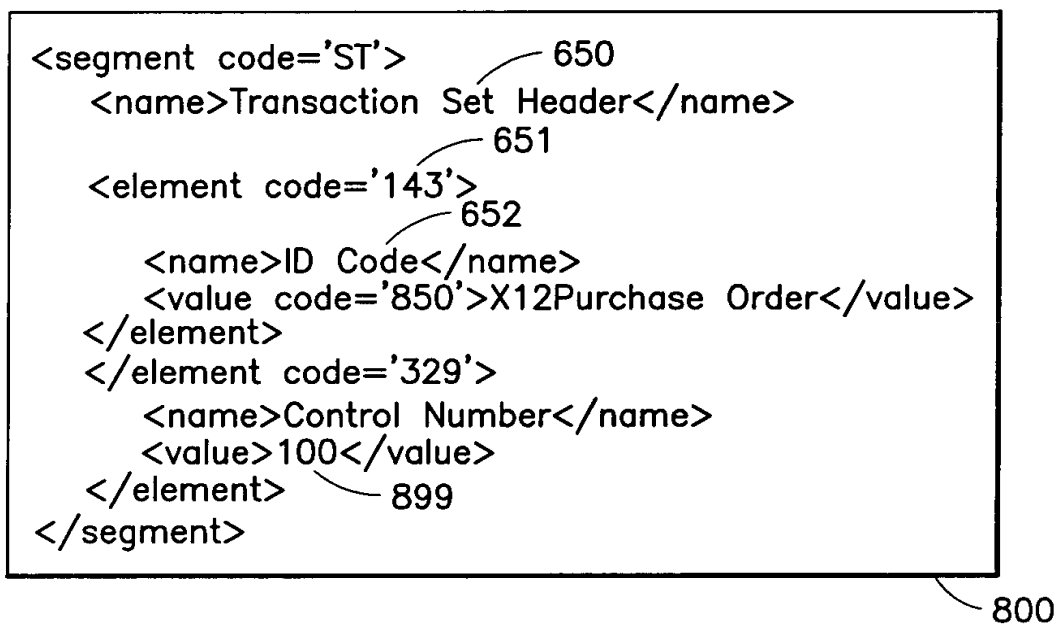 <segment code='ST'>
650
<name>Transaction Set Header</name>
651
<element code='143'>
652
<name>ID Code</name>
<value code='850'>X12Purchase Order</value>
</element>
</element code='329'>
<name>Control Number</name>
<value>100</value>
</element>
899
</segment>
800